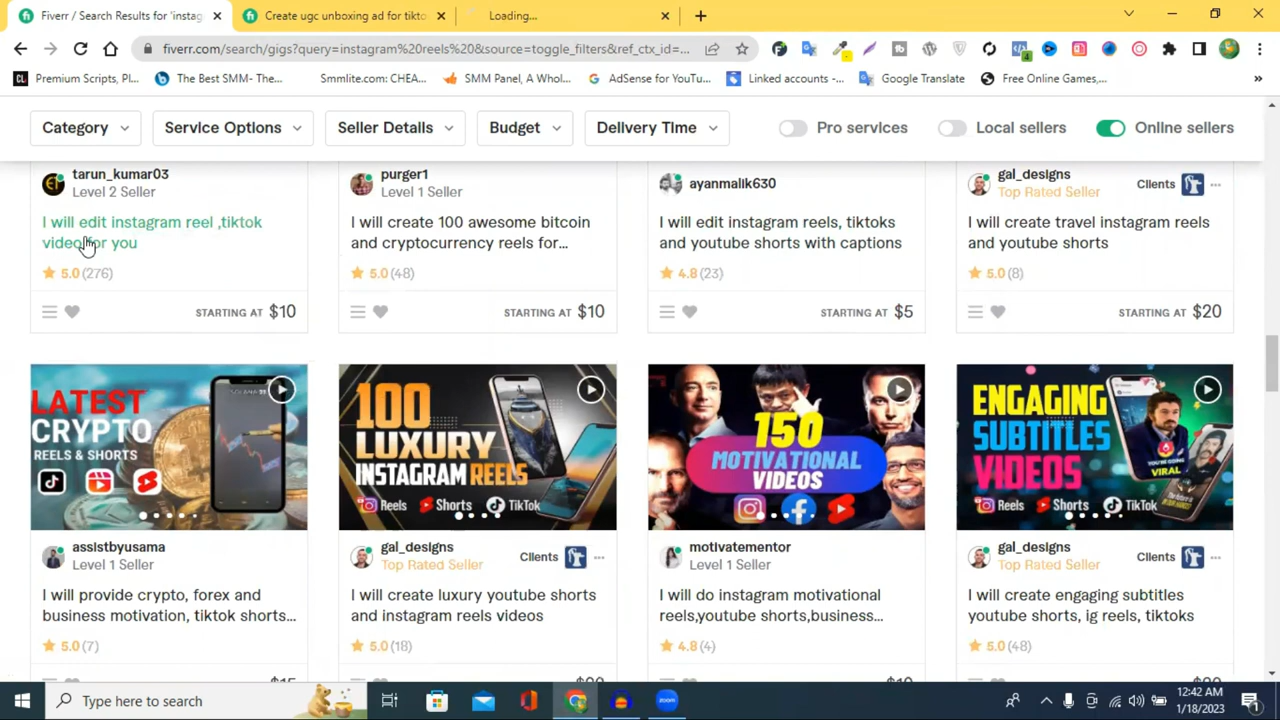 Fiverr / Search Results for 'instag
Create ugc unboxing ad for tikto
Loading...
fiverr.com/search/gigs?query=instagram%20reels%20&source=toggle_filters&ref_ctx_id=...
Premium Scripts, Pl...
The Best SMM- The...
Smmlite.com: CHEA...
SMM Panel, A Whol...
AdSense for YouTu...
Linked accounts -...
Google Translate
Free Online Games,...
Category
Service Options
Seller Details
Budget
Delivery Time
Pro services
Local sellers
Online sellers
tarun_kumar03
Level 2 Seller
I will edit instagram reel ,tiktok
video for you
5.0 (276)
STARTING AT $10
purger1
Level 1 Seller
I will create 100 awesome bitcoin
and cryptocurrency reels for...
5.0 (48)
STARTING AT $10
ayanmalik630
I will edit instagram reels, tiktoks
and youtube shorts with captions
4.8 (23)
STARTING AT $5
gal_designs
Top Rated Seller
Clients
I will create travel instagram reels
and youtube shorts
5.0 (8)
STARTING AT $20
LATEST
CRYPTO
REELS & SHORTS
assistbyusama
Level 1 Seller
I will provide crypto, forex and
business motivation, tiktok shorts...
5.0 (7)
100
LUXURY
INSTAGRAM REELS
Reels Shorts TikTok
gal_designs
Top Rated Seller
Clients
I will create luxury youtube shorts
and instagram reels videos
5.0 (18)
150
MOTIVATIONAL
VIDEOS
motivatementor
Level 1 Seller
I will do instagram motivational
reels,youtube shorts,business...
4.8 (4)
ENGAGING
SUBTITLES
VIDEOS
VIRAL
Reels Shorts TikTok
gal_designs
Top Rated Seller
Clients
I will create engaging subtitles
youtube shorts, ig reels, tiktoks
5.0 (48)
Type here to search
zoom
12:42 AM
1/18/2023